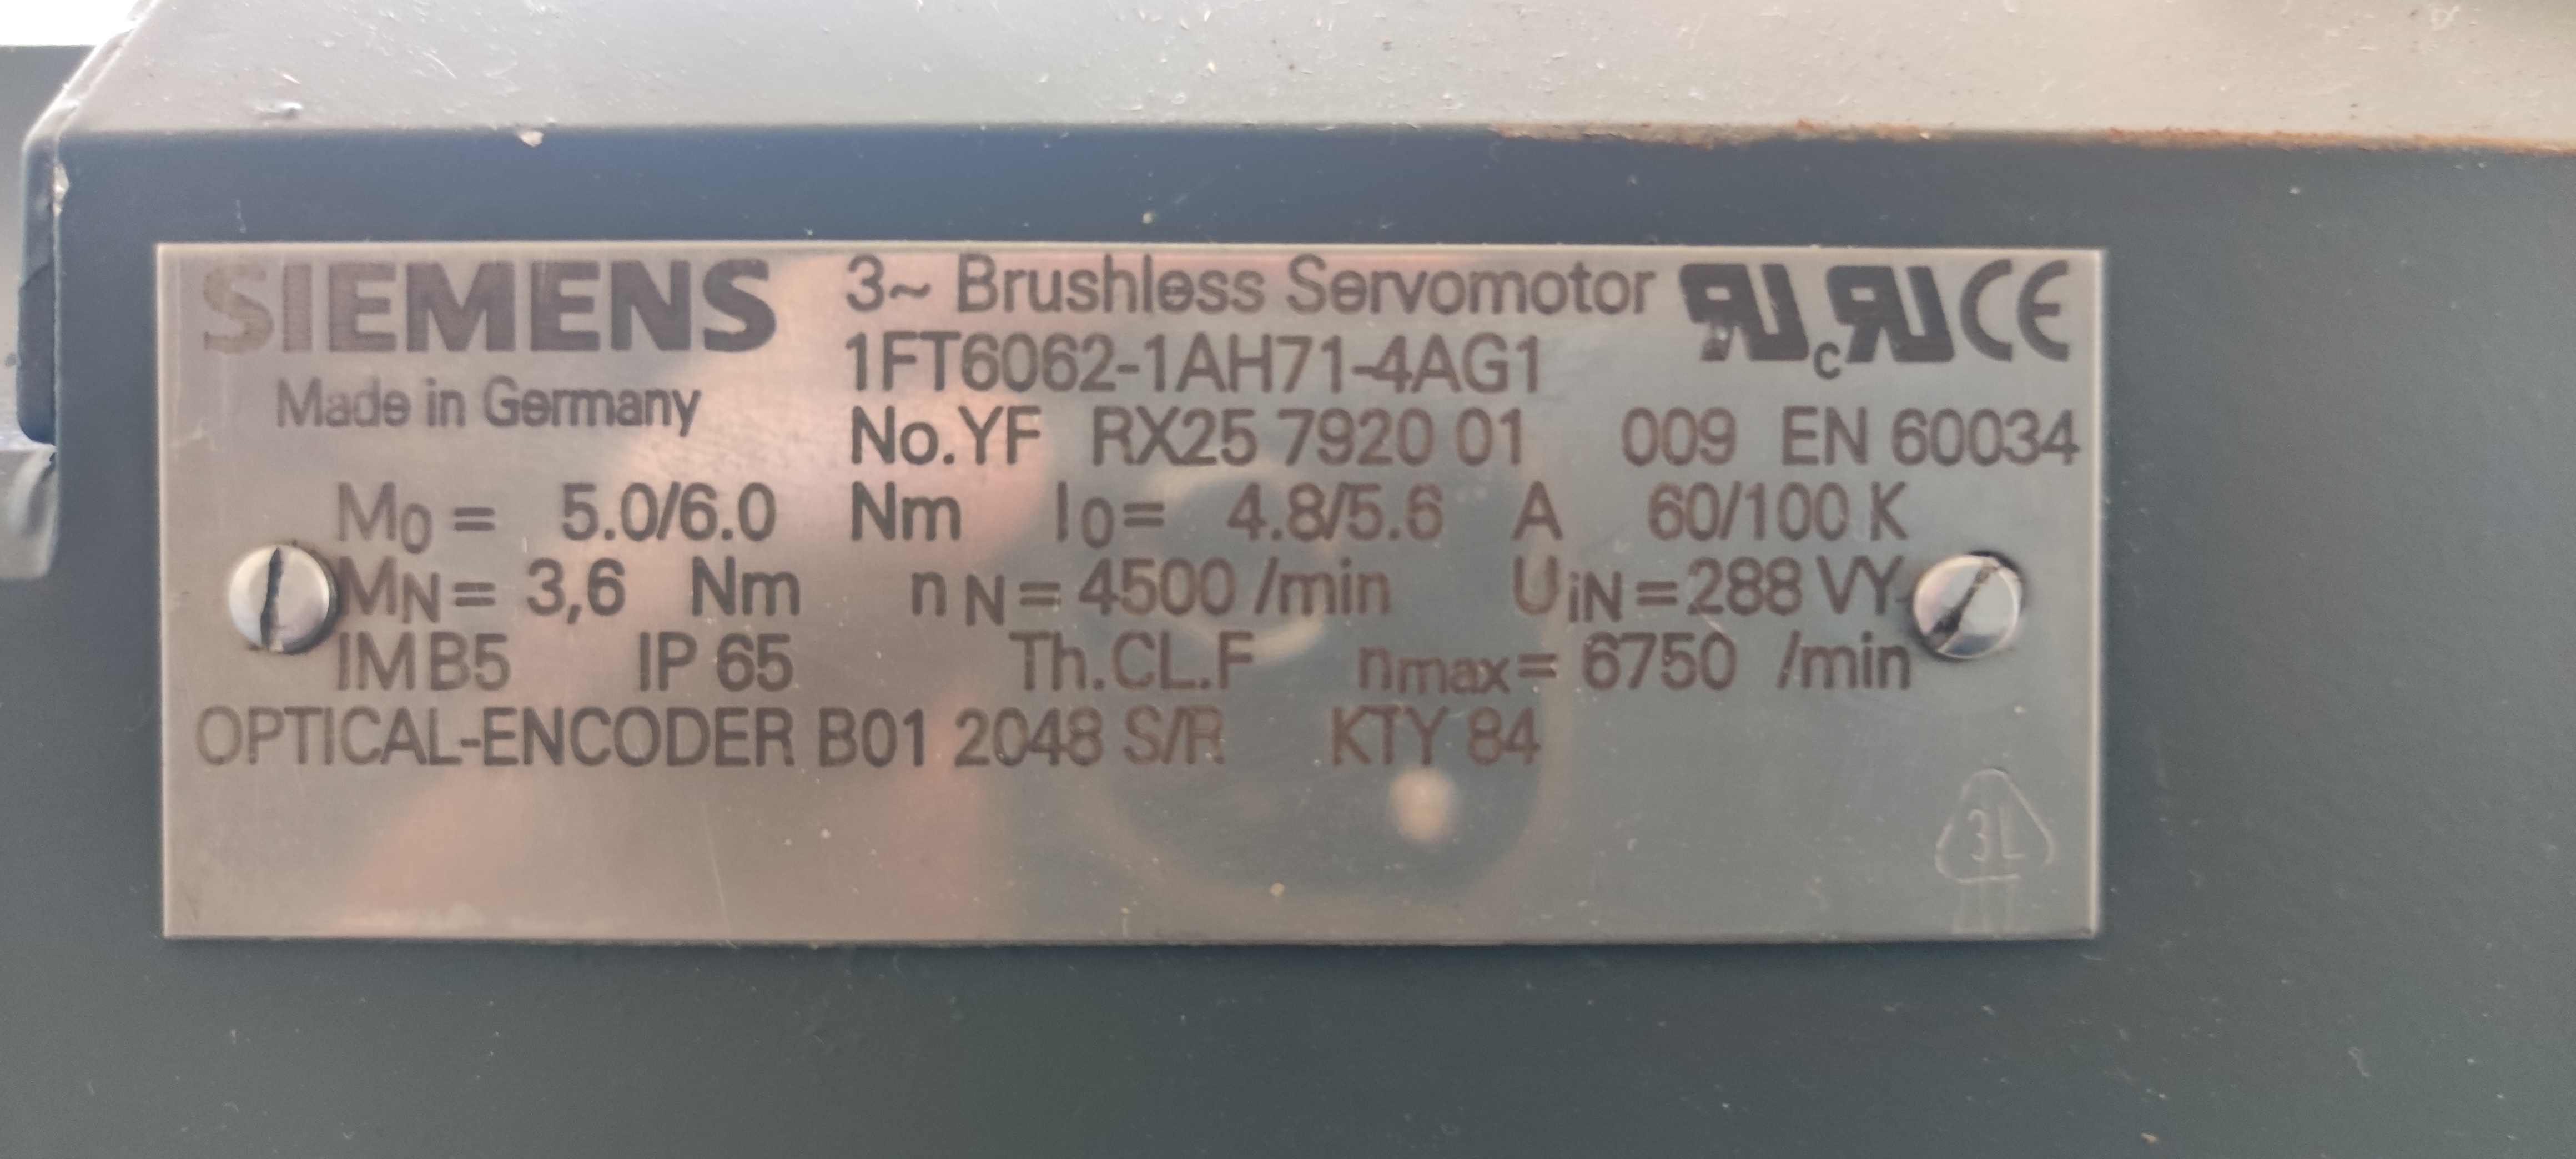 SIEMENS
Made in Germany
3~ Brushless Servomotor
1FT6062-1AH71-4AG1
No.YF RX25 7920 01 009 EN 60034
M0 = 5.0/6.0 Nm I0= 4.8/5.6 A 60/100 K
MN= 3,6 Nm nN= 4500 /min UiN=288 VY
IM B5 IP 65 Th.CL.F nmax= 6750 /min
OPTICAL-ENCODER B01 2048 S/R KTY 84
3L